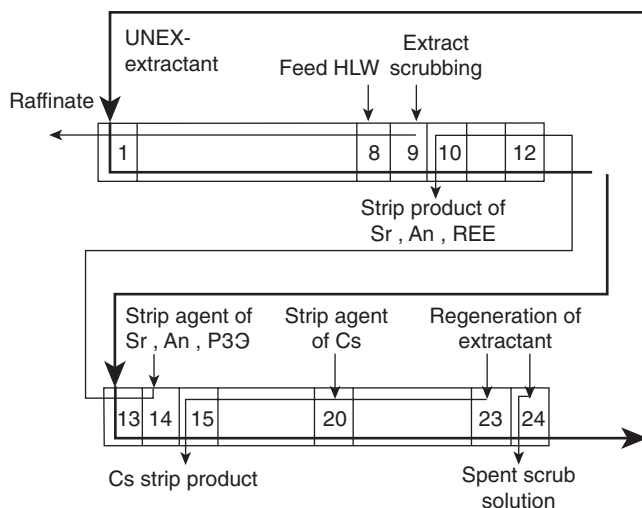 UNEX-
extractant
Feed HLW
Extract
scrubbing
Raffinate
1
8
9
10
12
Strip product of
Sr , An , REE
Strip agent of
Sr , An , РЗЭ
Strip agent
of Cs
Regeneration of
extractant
13
14
15
20
23
24
Cs strip product
Spent scrub
solution